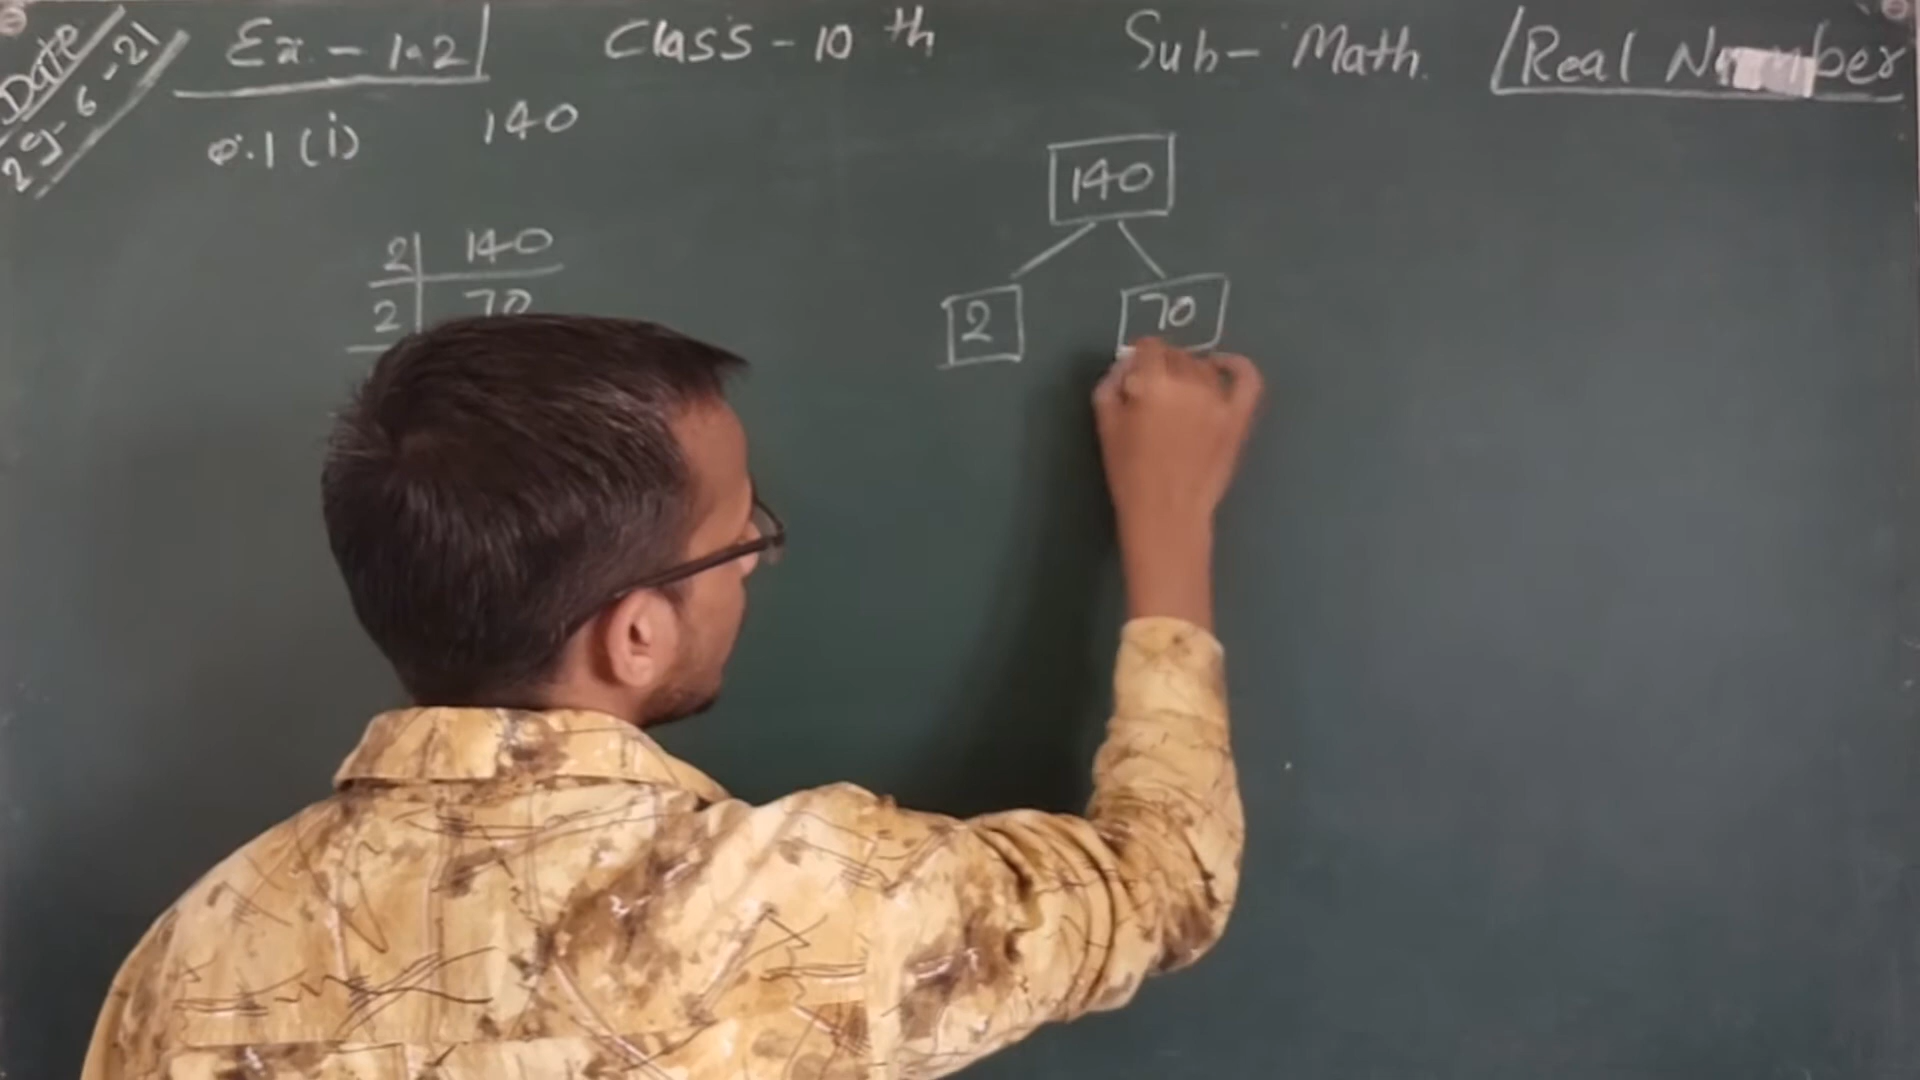 Date
29-6-21
Ex. - 1.2
Class - 10 th
Sub - Math
Real Number
Q.1 (i) 140
2 140
2 70
140
2 70